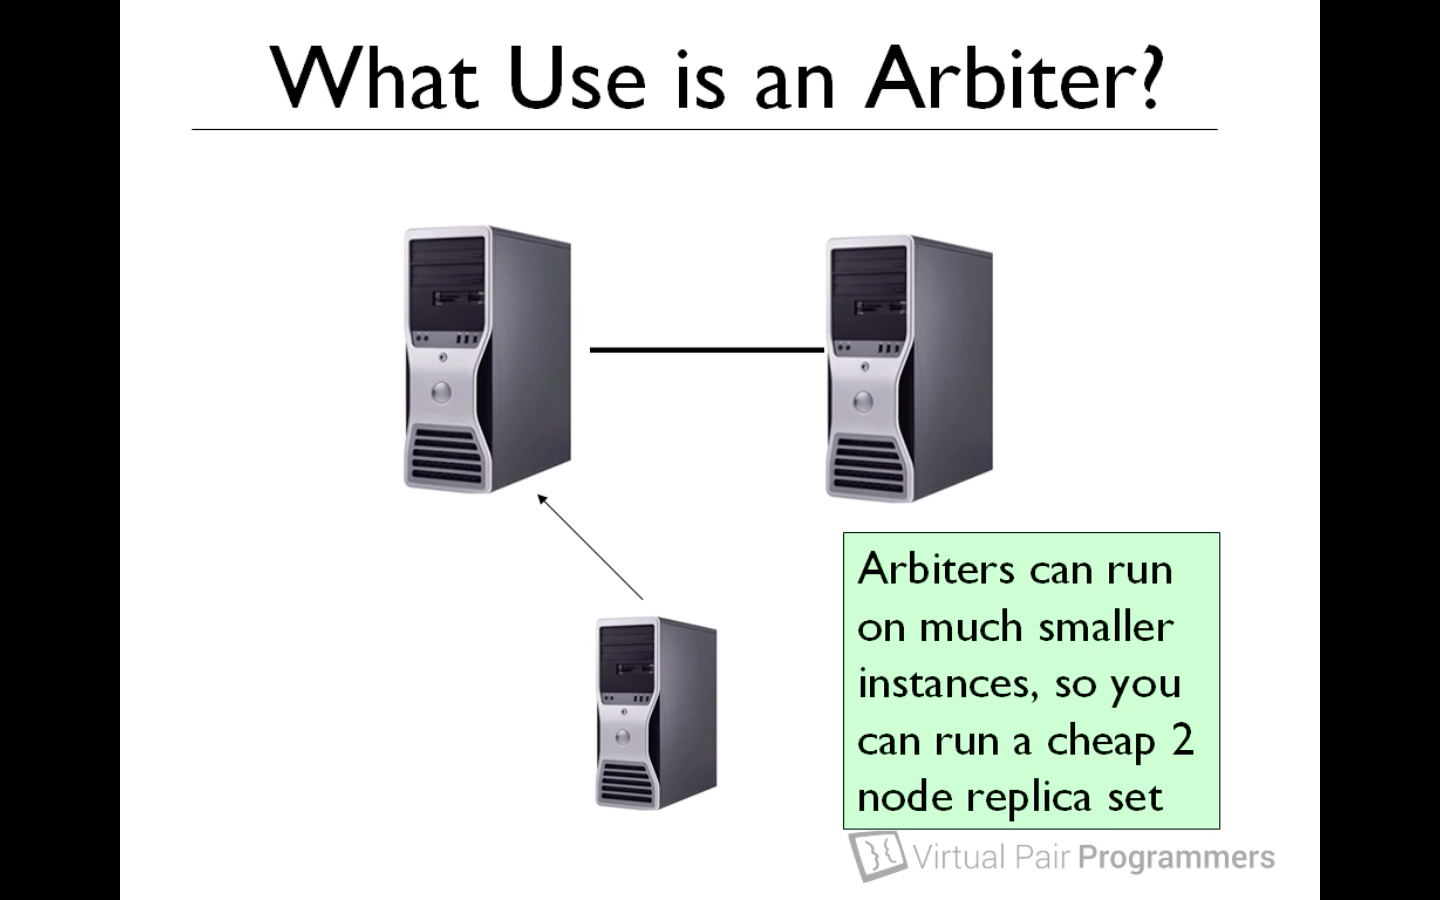 What Use is an Arbiter?
Arbiters can run
on much smaller
instances, so you
can run a cheap 2
node replica set
Virtual Pair Programmers